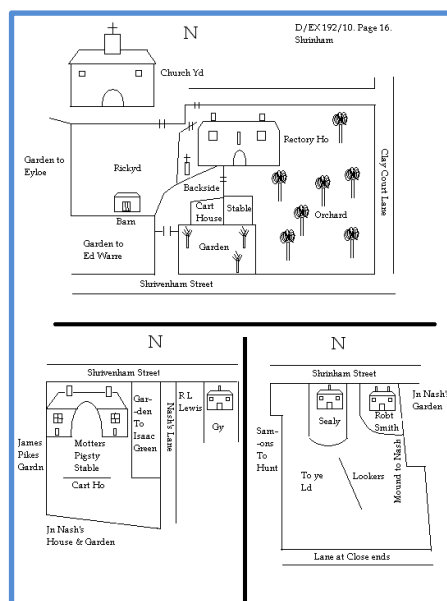 N
D/EX192/10. Page 16.
Shrinham
Church Yd
Garden to
Eyloe
Rickyd
Rectory Ho
Clay Court Lane
Backside
Barn
Cart
House
Stable
Orchard
Garden to
Ed Warre
Garden
Shrivenham Street
N
Shrivenham Street
James
Pikes
Gardn
Motters
Pigsty
Stable
Cart Ho
Gar-
-den
To
Isaac
Green
Nash's Lane
R L
Lewis
Gy
Jn Nash's
House & Garden
N
Shrinham Street
Jn Nash's
Garden
Sealy
Robt
Smith
Sam-
-ons
To
Hunt
To ye
Ld
Lookers
Mound to Nash
Lane at Close ends